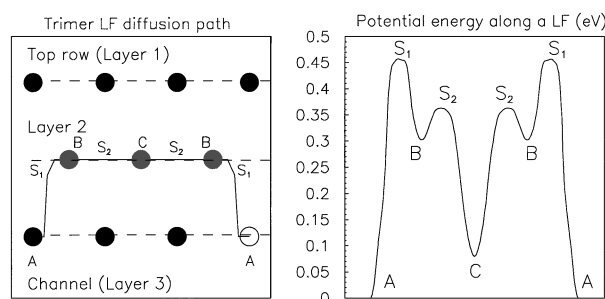 Trimer LF diffusion path
Top row (Layer 1)
Layer 2
B
S2
C
S2
B
S1
S1
A
A
Channel (Layer 3)
Potential energy along a LF (eV)
0.5
0.45
0.4
0.35
0.3
0.25
0.2
0.15
0.1
0.05
0
S1
S1
S2
S2
B
B
C
A
A